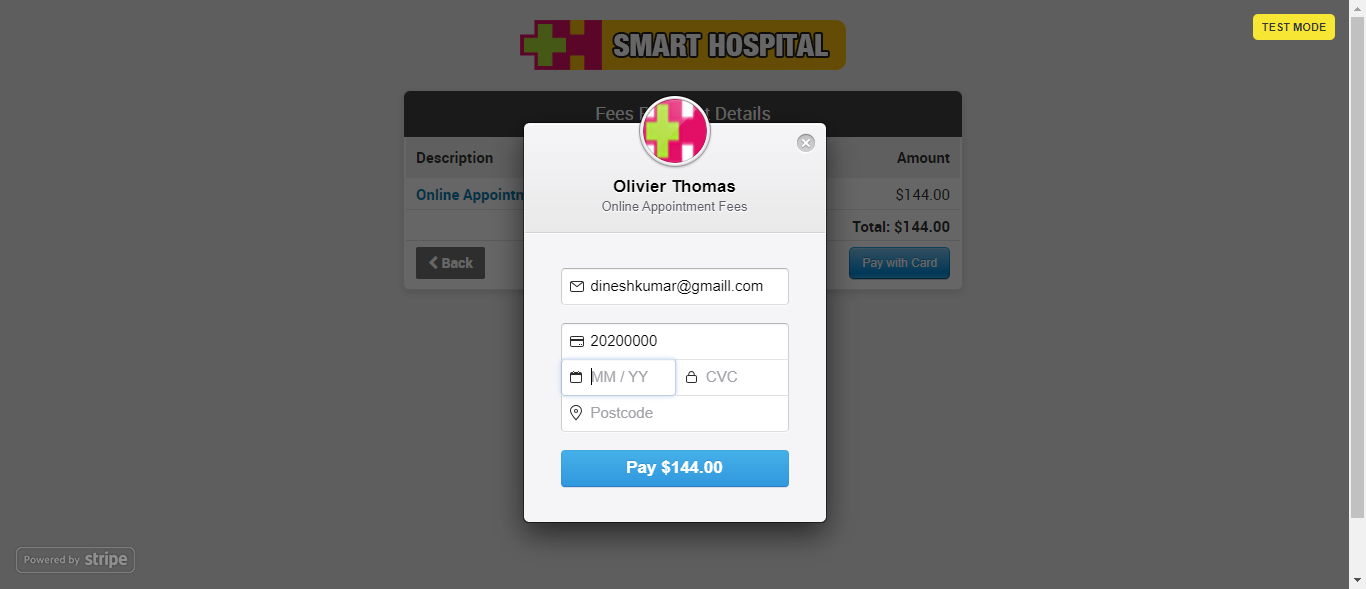 TEST MODE
SMART HOSPITAL
Fees Details
Description Amount
Online Appointm $144.00
Total: $144.00
Back Pay with Card
Olivier Thomas
Online Appointment Fees
dineshkumar@gmaill.com
20200000
MM / YY CVC
Postcode
Pay $144.00
Powered by stripe